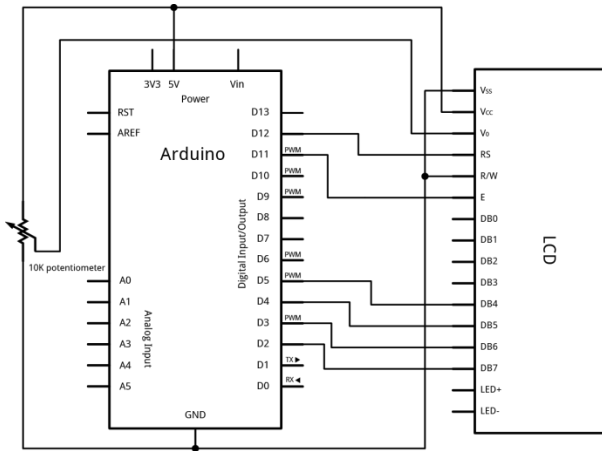 3V3 5V Vin
Power
RST
AREF
Arduino
D13
D12
D11 PWM
D10 PWM
D9 PWM
D8
D7
D6 PWM
D5 PWM
D4
D3 PWM
D2
D1 TX ▶
D0 RX ◀
Digital Input/Output
10K potentiometer
A0
A1
A2
A3
A4
A5
Analog Input
GND
Vss
Vcc
V0
RS
R/W
E
DB0
DB1
DB2
DB3
DB4
DB5
DB6
DB7
LED+
LED-
LCD